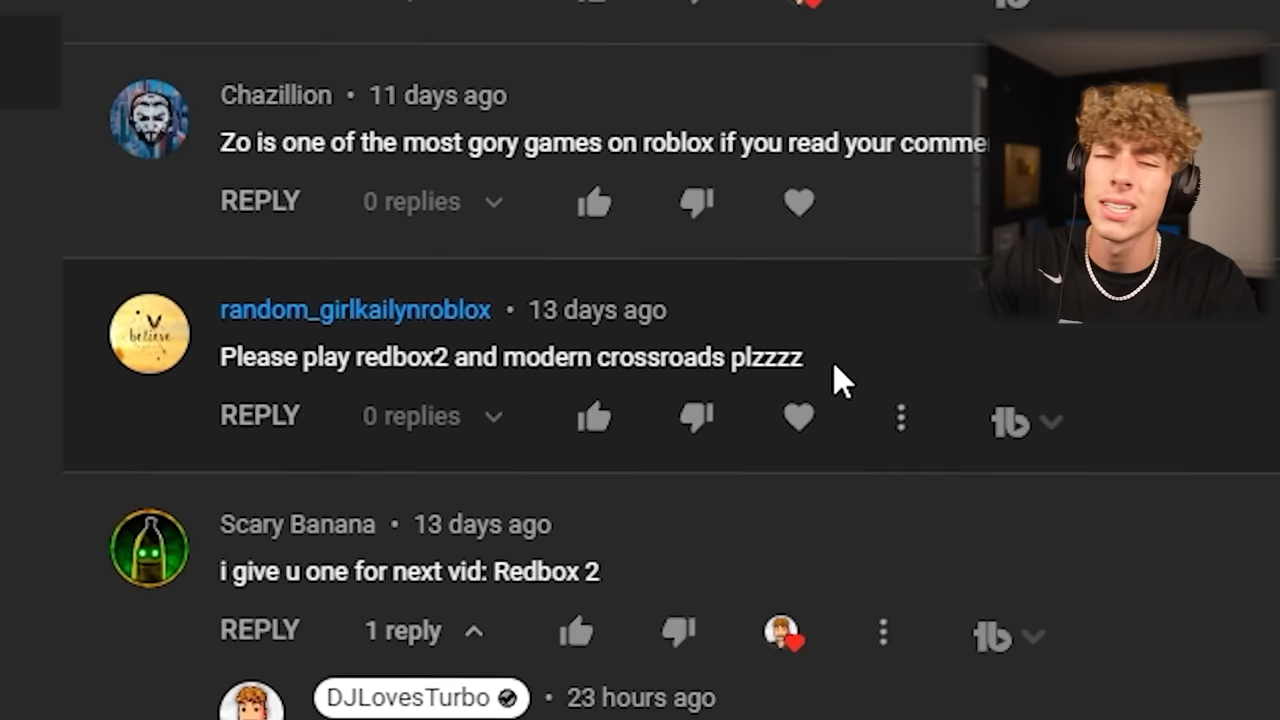 Chazillion • 11 days ago
Zo is one of the most gory games on roblox if you read your
REPLY 0 replies
believe
random_girlkailynroblox • 13 days ago
Please play redbox2 and modern crossroads plzzzz
REPLY 0 replies
Scary Banana • 13 days ago
i give u one for next vid: Redbox 2
REPLY 1 reply
DJLovesTurbo • 23 hours ago